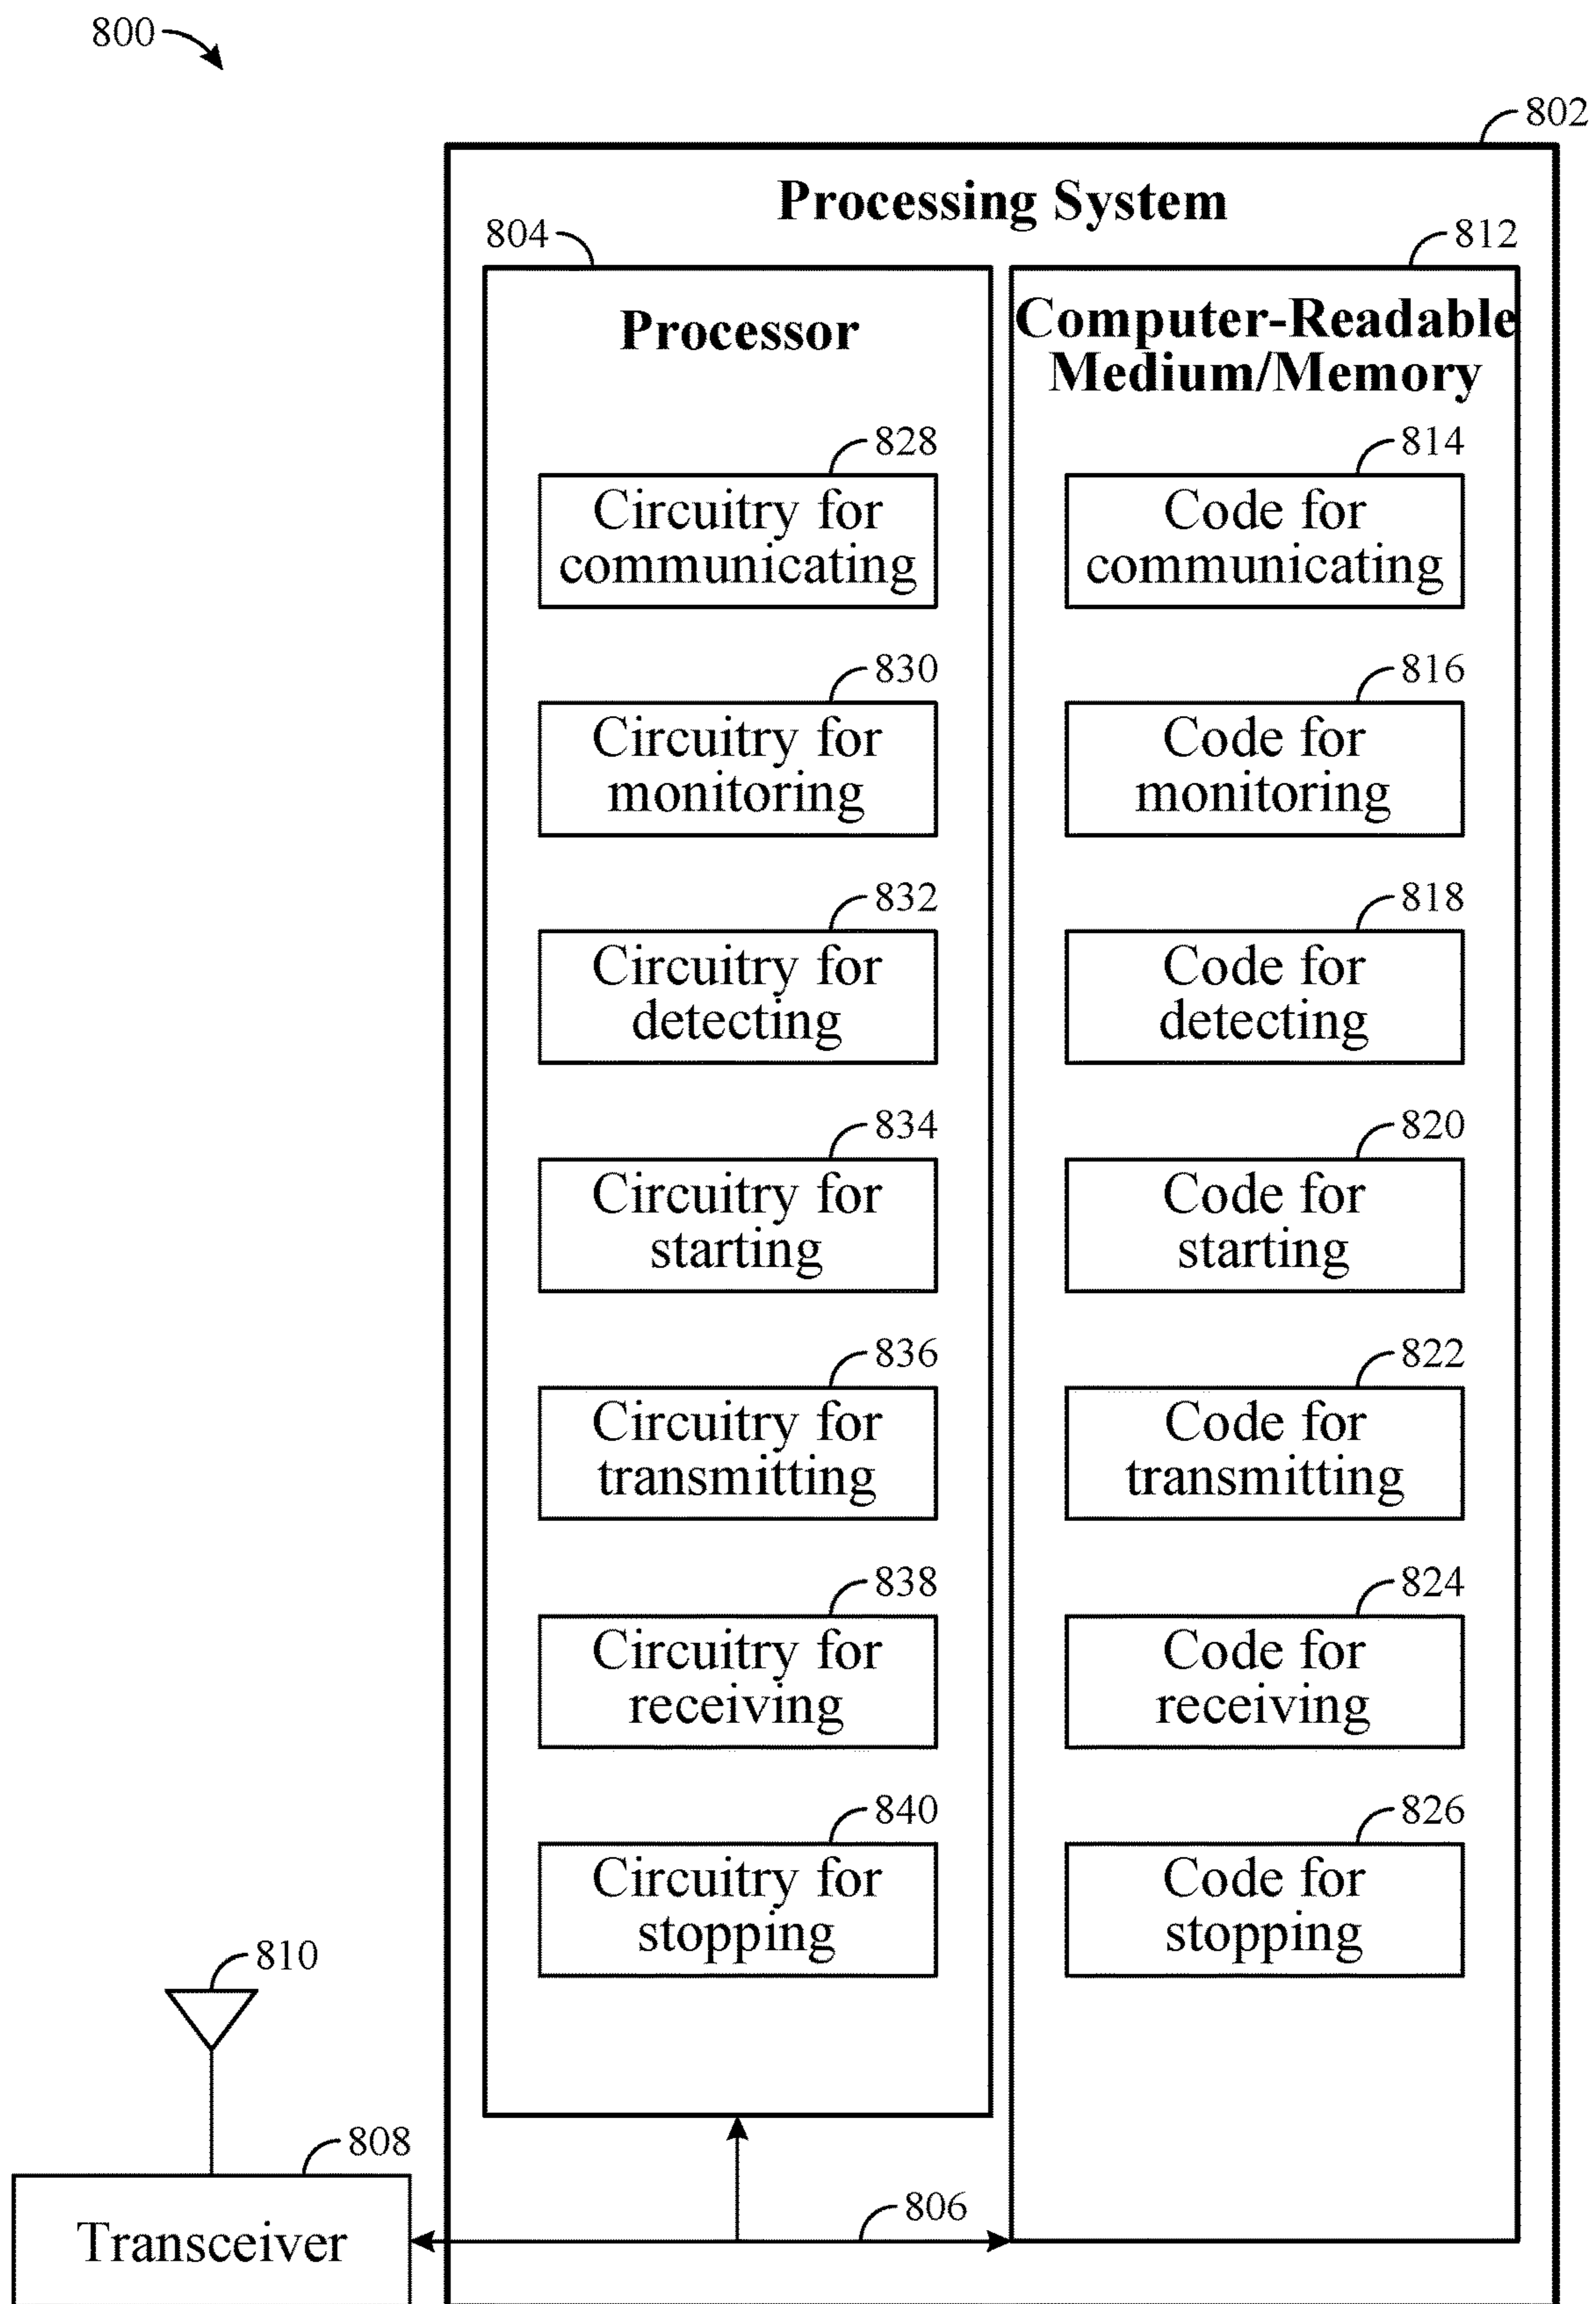 800
802
Processing System
804
812
Processor
Computer-Readable
Medium/Memory
828
814
Circuitry for
communicating
Code for
communicating
830
816
Circuitry for
monitoring
Code for
monitoring
832
818
Circuitry for
detecting
Code for
detecting
834
820
Circuitry for
starting
Code for
starting
836
822
Circuitry for
transmitting
Code for
transmitting
838
824
Circuitry for
receiving
Code for
receiving
840
826
Circuitry for
stopping
Code for
stopping
810
808
806
Transceiver